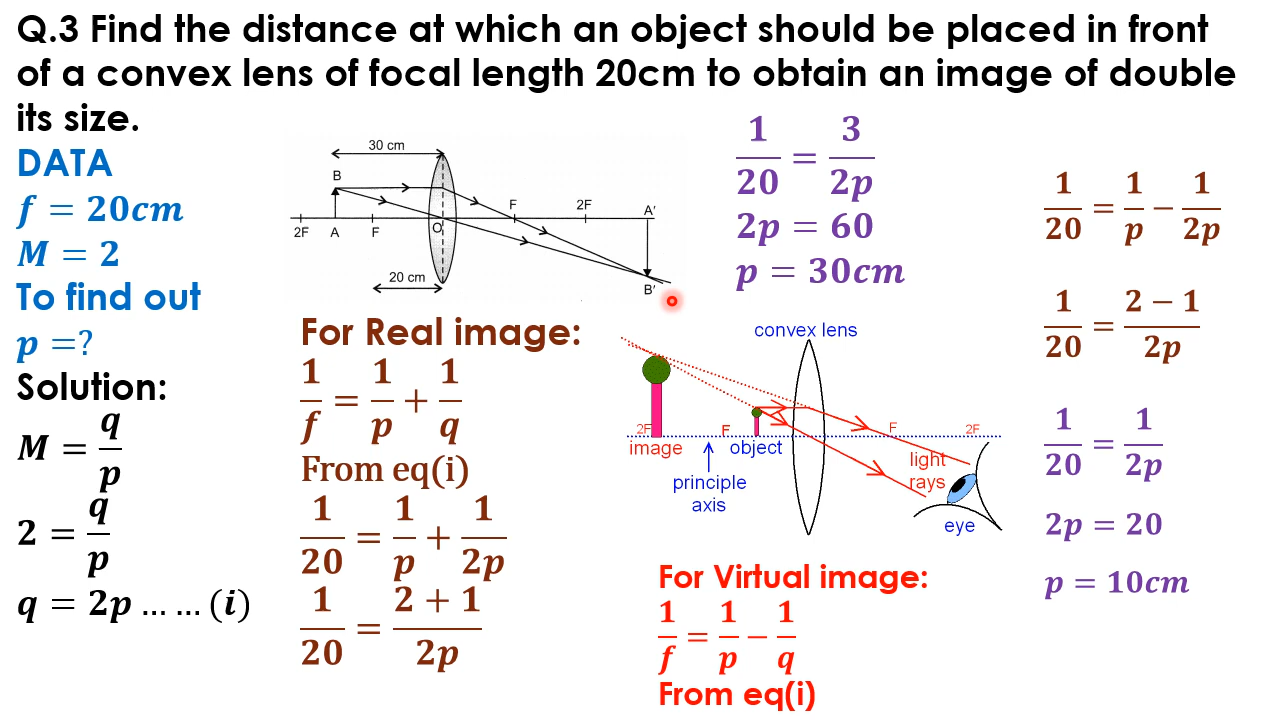 Q.3 Find the distance at which an object should be placed in front
of a convex lens of focal length 20cm to obtain an image of double
its size.
DATA
f = 20cm
M = 2
To find out
p =?
Solution:
M = q/p
2 = q/p
q = 2p … … (i)
30 cm
B
2F A F O F 2F A′
20 cm
B′
For Real image:
1/f = 1/p + 1/q
From eq(i)
1/20 = 1/p + 1/2p
1/20 = (2 + 1)/2p
1/20 = 3/2p
2p = 60
p = 30cm
convex lens
2F F F 2F
image object
principle
axis
light
rays
eye
For Virtual image:
1/f = 1/p − 1/q
From eq(i)
1/20 = 1/p − 1/2p
1/20 = (2 − 1)/2p
1/20 = 1/2p
2p = 20
p = 10cm